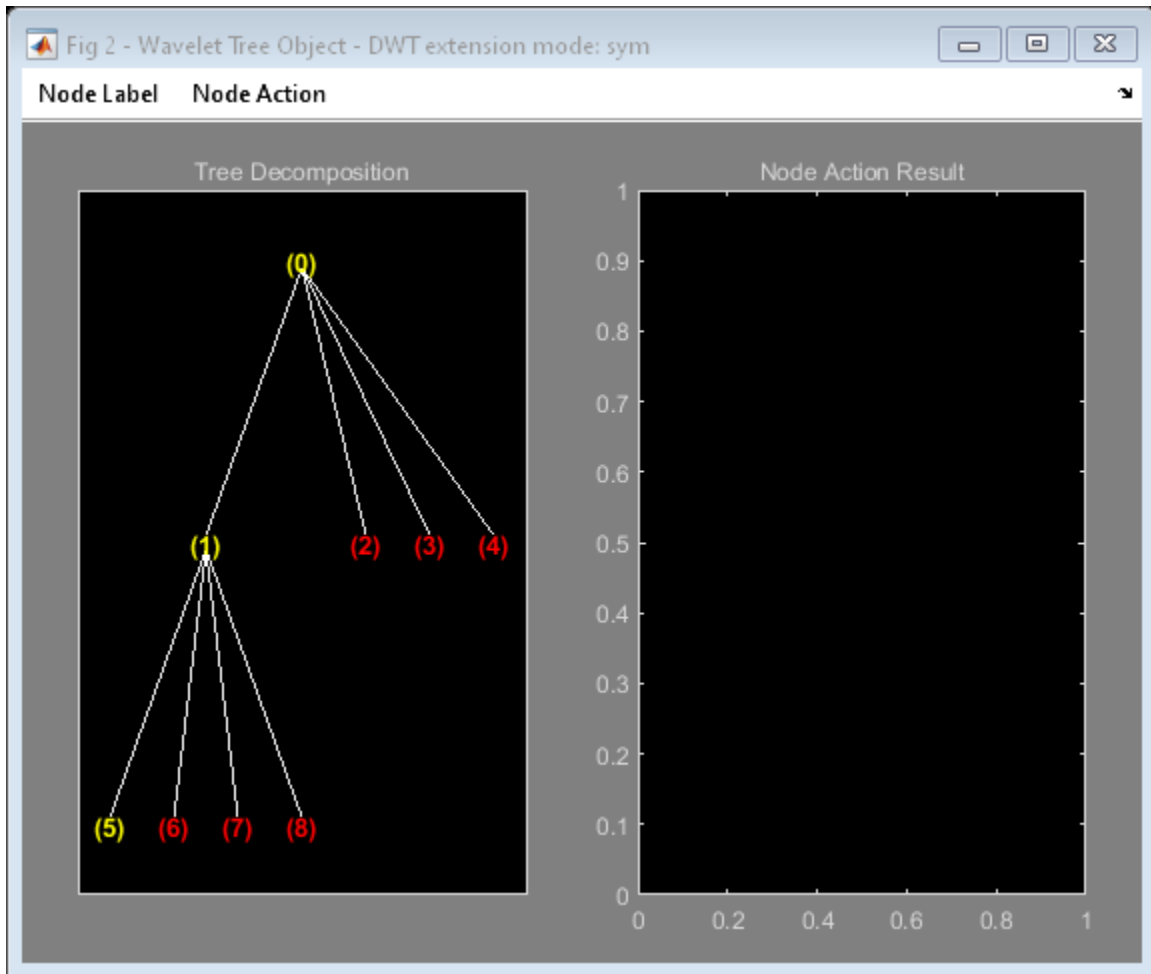 Fig 2 - Wavelet Tree Object - DWT extension mode: sym
Node Label Node Action
Tree Decomposition
(0)
(1) (2) (3) (4)
(5) (6) (7) (8)
Node Action Result
1
0.9
0.8
0.7
0.6
0.5
0.4
0.3
0.2
0.1
0
0 0.2 0.4 0.6 0.8 1